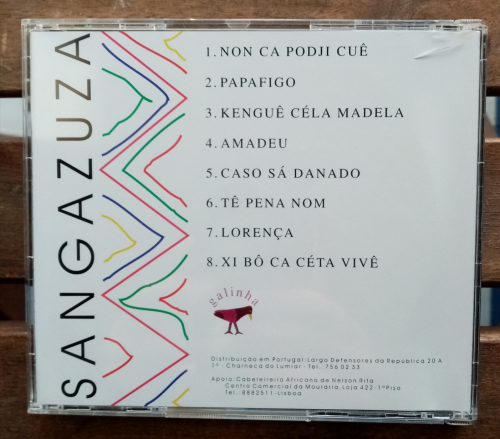 SANGAZUZA
1. NON CA PODJI CUÊ
2. PAPAFIGO
3. KENGUÊ CÉLA MADELA
4. AMADEU
5. CASO SÁ DANADO
6. TÊ PENA NOM
7. LORENÇA
8. XI BÔ CA CÉTA VIVÊ
galinha
Distribuição em Portugal: Largo Defensores da Republica 20 A
1º - Charneca do Lumiar - Tel.: 756 02 33
Apoio: Cabeleireiro Africano de Nelson Rita
Centro Comercial da Mouraria, Loja 422-1º Piso
Tel.: 8882511 - Lisboa